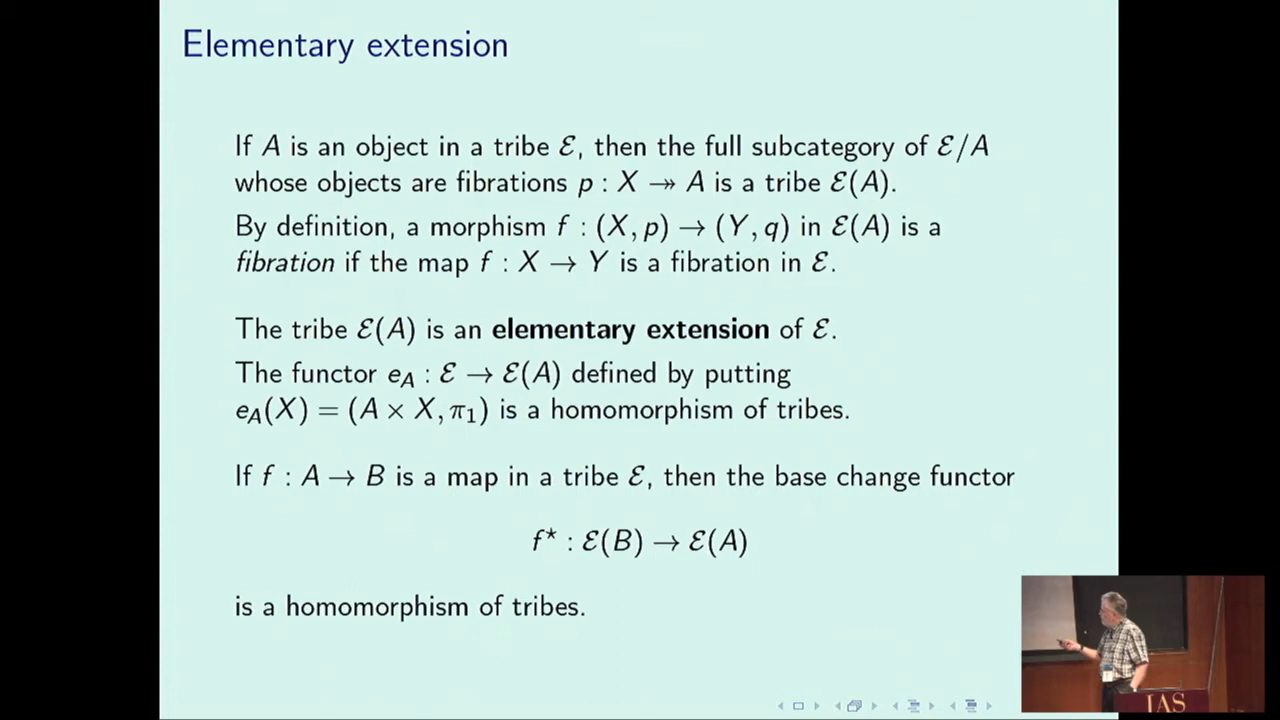 Elementary extension
If A is an object in a tribe ℰ, then the full subcategory of ℰ/A
whose objects are fibrations p : X ↠ A is a tribe ℰ(A).
By definition, a morphism f : (X, p) → (Y, q) in ℰ(A) is a
fibration if the map f : X → Y is a fibration in ℰ.
The tribe ℰ(A) is an elementary extension of ℰ.
The functor e_A : ℰ → ℰ(A) defined by putting
e_A(X) = (A × X, π₁) is a homomorphism of tribes.
If f : A → B is a map in a tribe ℰ, then the base change functor
f* : ℰ(B) → ℰ(A)
is a homomorphism of tribes.
IAS